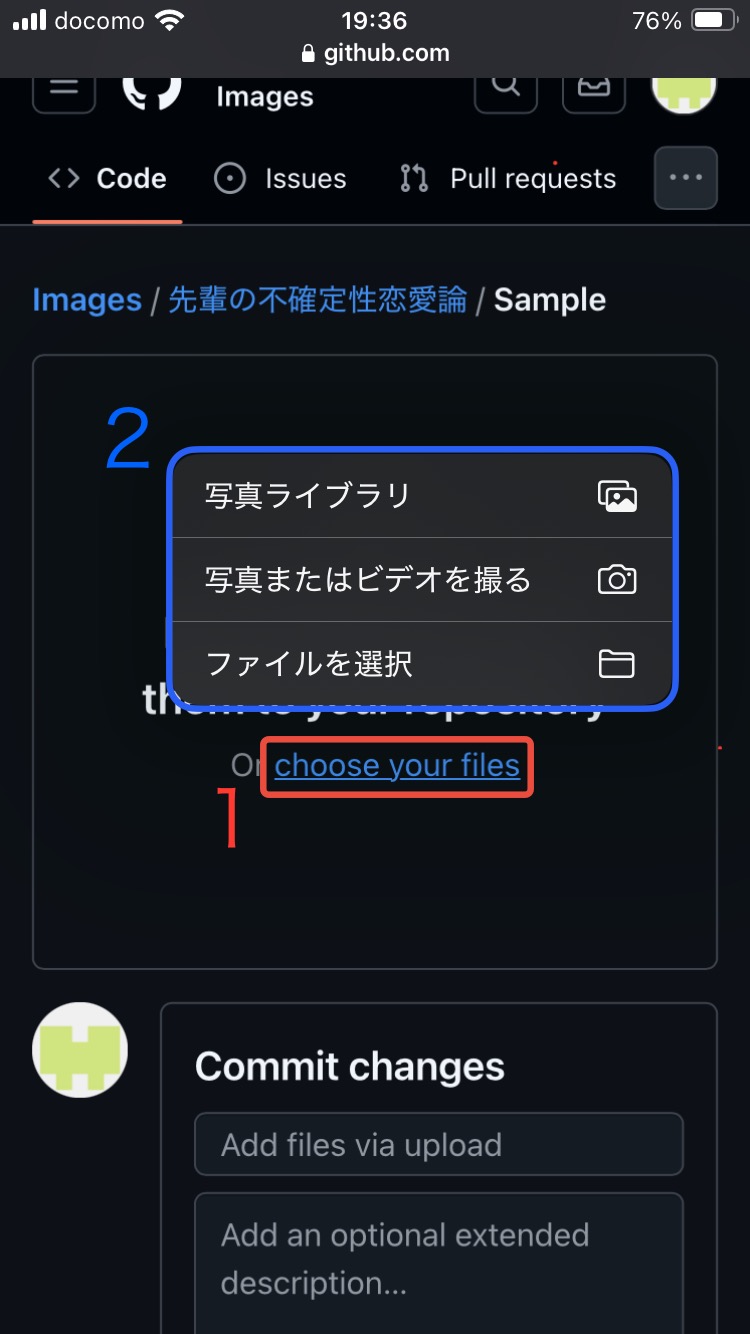 docomo 19:36 76%
github.com
Images
Code Issues Pull requests
Images / 先輩の不確定性恋愛論 / Sample
2
写真ライブラリ
写真またはビデオを撮る
ファイルを選択
to your repository
Or choose your files
1
Commit changes
Add files via upload
Add an optional extended
description...